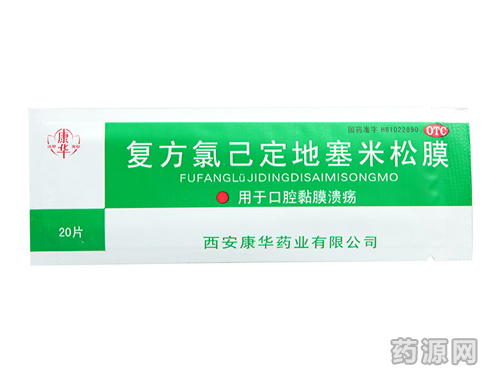 康华
国药准字 H61022890 OTC
复方氯己定地塞米松膜
FUFANGLŪJIDINGDISAIMISONGMO
用于口腔黏膜溃疡
20片
西安康华药业有限公司
药源网